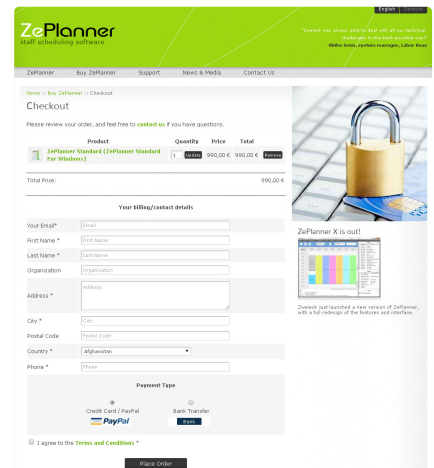 English Deutsch
ZePlanner
staff scheduling software
"Zweieck was always able to deal with all our technical
challenges in the best possible way!"
ZePlanner Buy ZePlanner Support News & Media Contact Us
Home :: Buy ZePlanner :: Checkout
Checkout
Please review your order, and feel free to contact us if you have questions.
Product Quantity Price Total
ZePlanner Standard (ZePlanner Standard
For Windows)
1 Update 990,00 € 990,00 € Remove
Total Price: 990,00 €
Your billing/contact details
Your Email* Email
First Name * First Name
Last Name * Last Name
Organization Organization
Address * Address
City * City
Postal Code Postal Code
Country * Afghanistan
Phone * Phone
Payment Type
Credit Card / PayPal Bank Transfer
PayPal Bank
I agree to the Terms and Conditions *
Place Order
ZePlanner X is out!
Zweieck just launched a new version of ZePlanner,
with a full redesign of the features and interface.